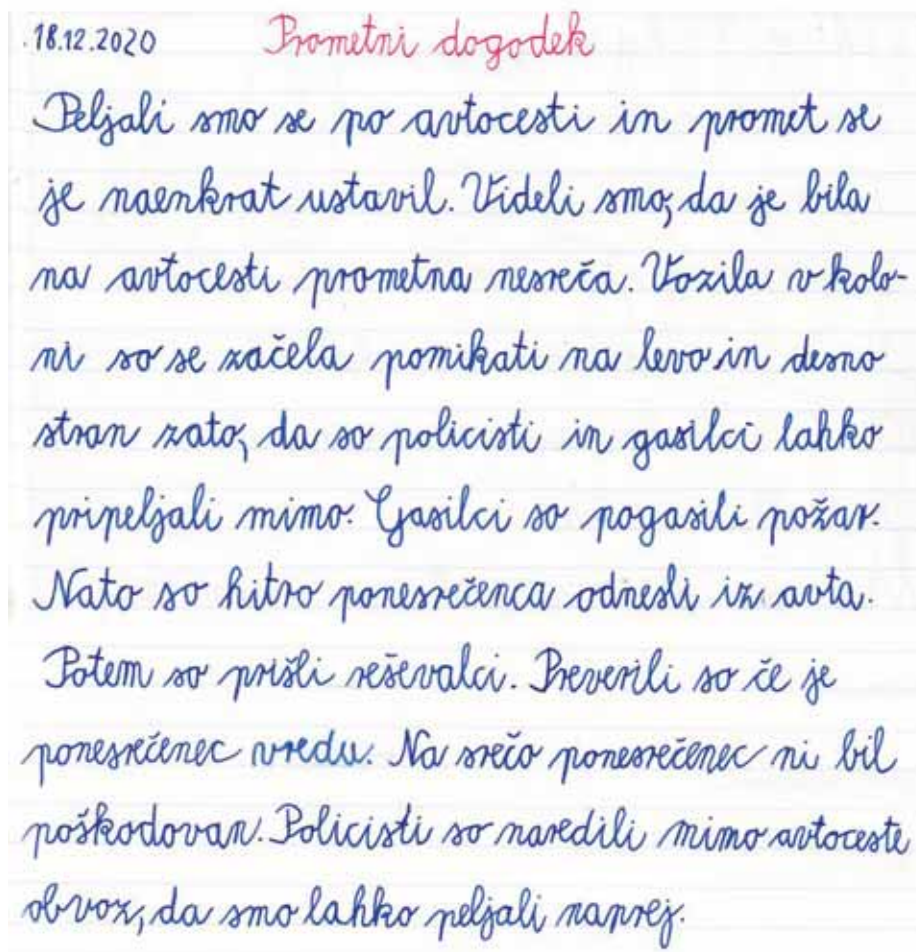 18.12.2020 Prometni dogodek
Peljali smo se po avtocesti in promet se
je naenkrat ustavil. Videli smo, da je bila
na avtocesti prometna nesreča. Vozila v kolo-
ni so se začela pomikati na levo in desno
stran zato, da so policisti in gasilci lahko
pripeljali mimo. Gasilci so pogasili požar.
Nato so hitro ponesrečenca odnesli iz avta.
Potem so prišli reševalci. Preverili so če je
ponesrečenec vredu. Na srečo ponesrečenec ni bil
poškodovan. Policisti so naredili mimo avtoceste
obvoz, da smo lahko peljali naprej.